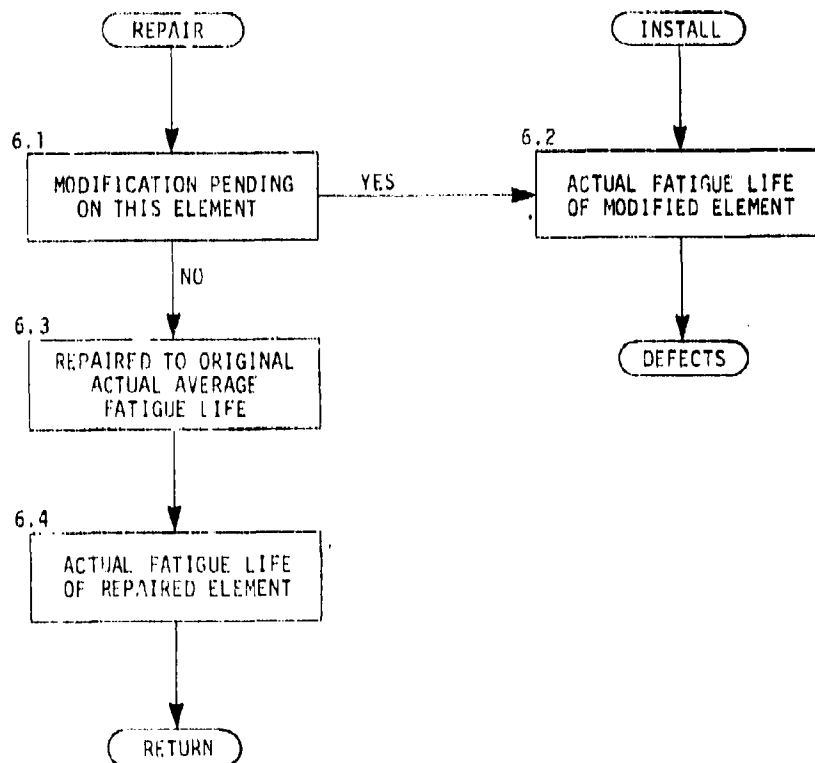 REPAIR
INSTALL
6.1
MODIFICATION PENDING
ON THIS ELEMENT
YES
6.2
ACTUAL FATIGUE LIFE
OF MODIFIED ELEMENT
NO
6.3
REPAIRED TO ORIGINAL
ACTUAL AVERAGE
FATIGUE LIFE
DEFECTS
6.4
ACTUAL FATIGUE LIFE
OF REPAIRED ELEMENT
RETURN